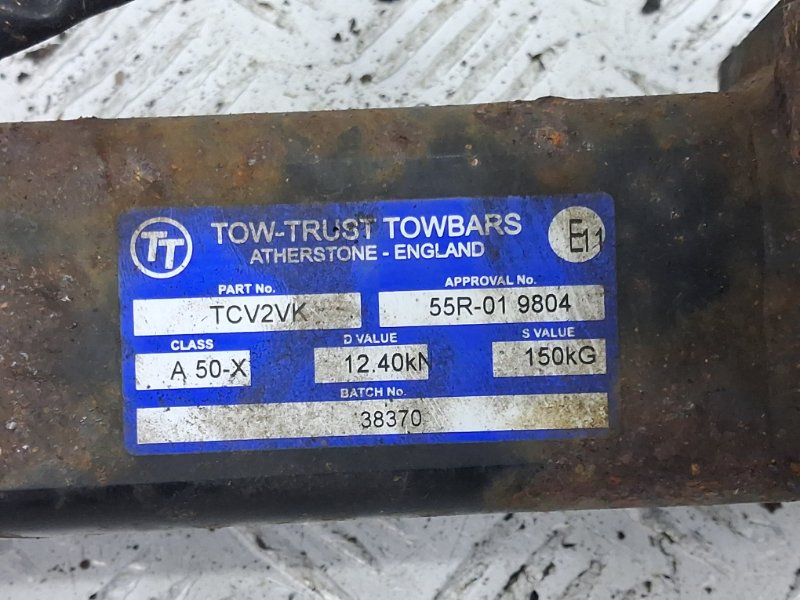 TT
TOW-TRUST TOWBARS
ATHERSTONE - ENGLAND
E11
PART No.
APPROVAL No.
TCV2VK
55R-01 9804
CLASS
D VALUE
S VALUE
A 50-X
12.40kN
150kG
BATCH No.
38370